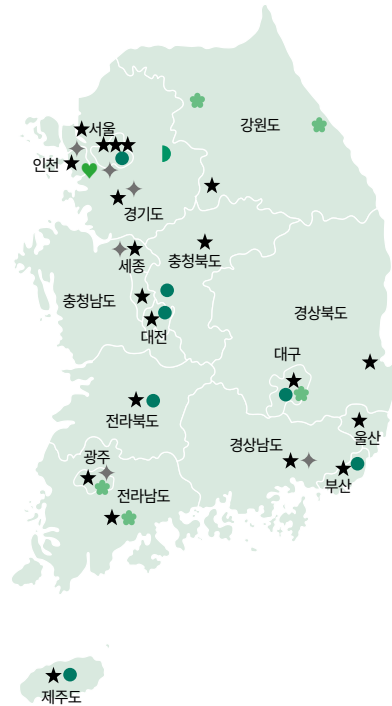 서울
강원도
인천
경기도
충청북도
세종
충청남도
경상북도
대전
대구
전라북도
울산
경상남도
광주
부산
전라남도
제주도